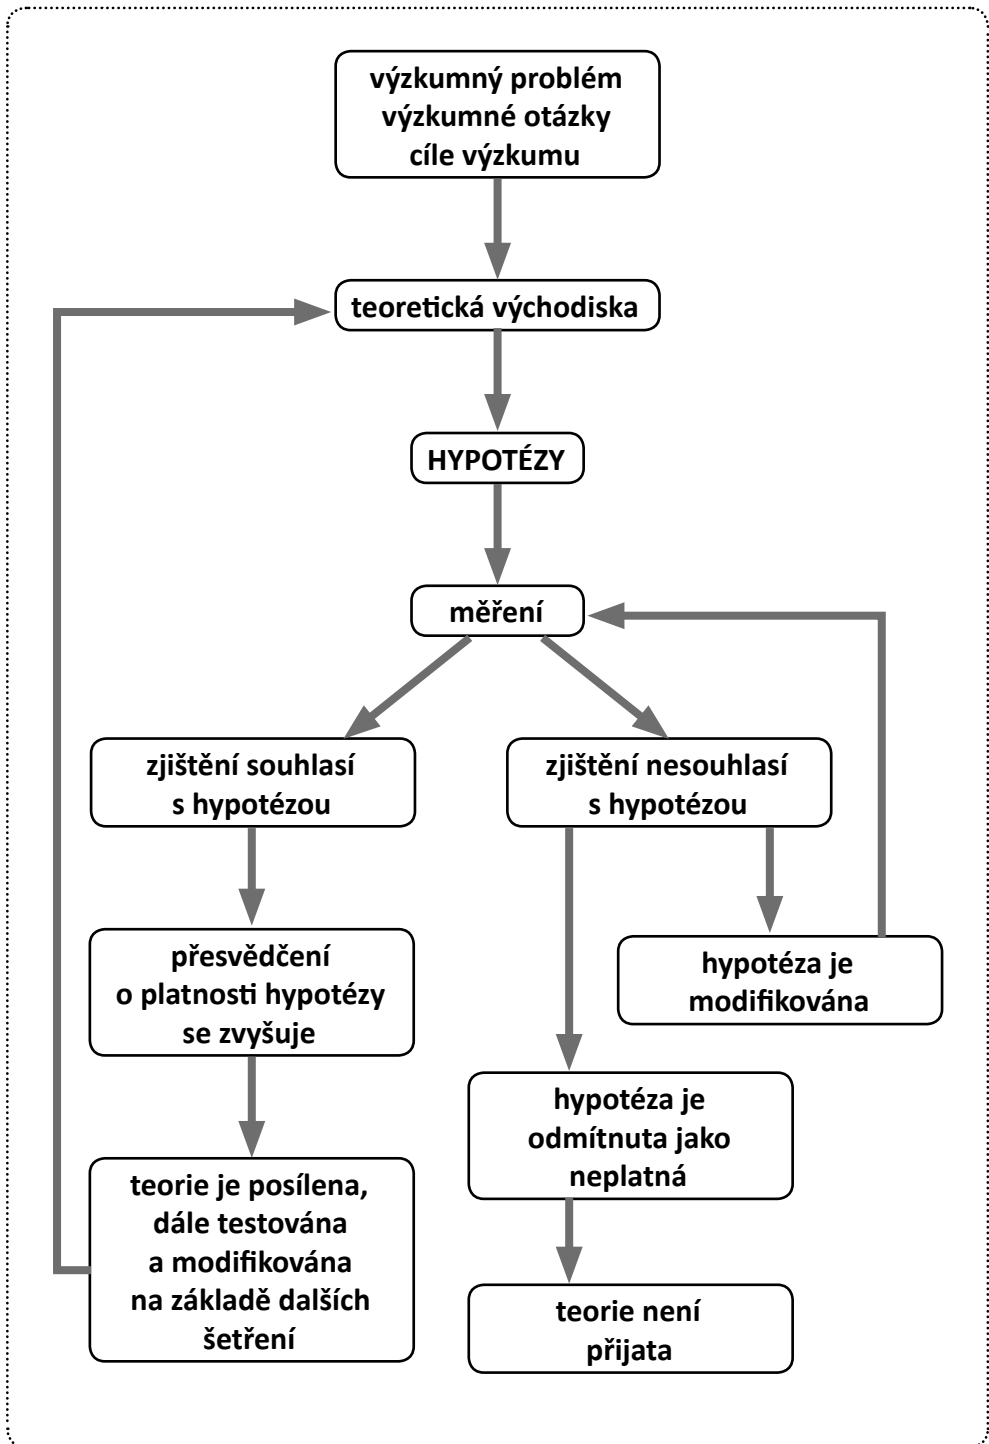 výzkumný problém
výzkumné otázky
cíle výzkumu
teoretická východiska
HYPOTÉZY
měření
zjištění souhlasí
s hypotézou
zjištění nesouhlasí
s hypotézou
přesvědčení
o platnosti hypotézy
se zvyšuje
hypotéza je
modifikována
hypotéza je
odmítnuta jako
neplatná
teorie je posílena,
dále testována
a modifikována
na základě dalších
šetření
teorie není
přijata